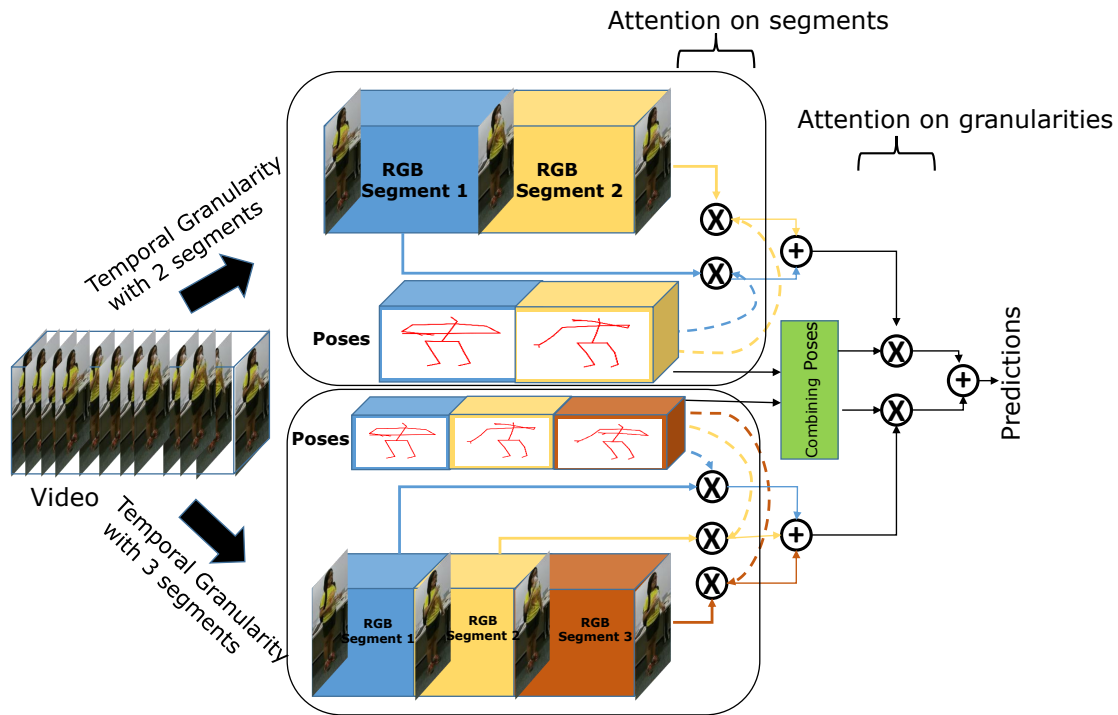 Attention on segments
Attention on granularities
Temporal Granularity
with 2 segments
RGB
Segment 1
RGB
Segment 2
X
X
+
Poses
Video
Combining Poses
X
X
+
Predictions
Poses
Temporal Granularity
with 3 segments
X
X
X
+
RGB
Segment 1
RGB
Segment 2
RGB
Segment 3